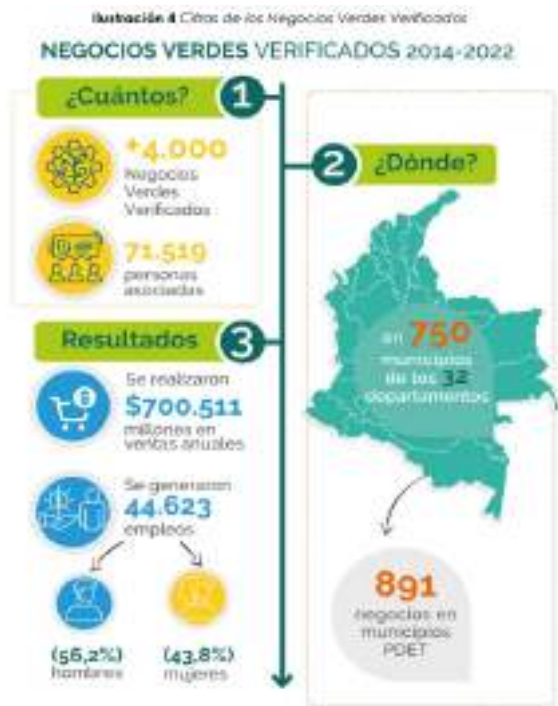 Ilustración 4 Cifras de los Negocios Verdes Verificados
NEGOCIOS VERDES VERIFICADOS 2014-2022
¿Cuántos? 1
+4.000
Negocios
Verdes
Verificados
71.519
personas
asociadas
2 ¿Dónde?
en 750
municipios
de los 32
departamentos
891
negocios en
municipios
PDET
Resultados 3
Se realizaron
$700.511
millones en
ventas anuales
Se generaron
44.623
empleos
(56,2%)
hombres
(43,8%)
mujeres